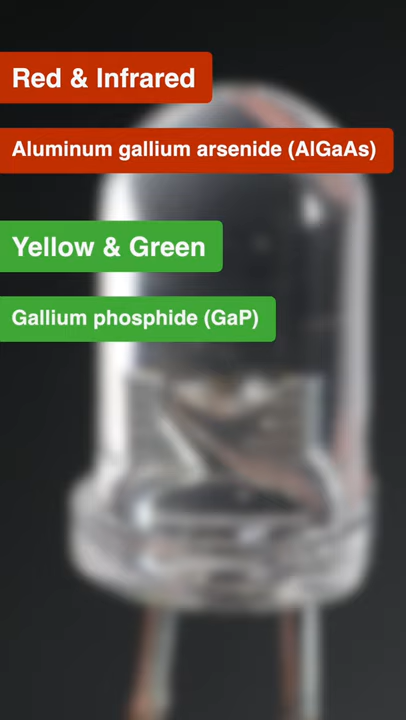 Red & Infrared
Aluminum gallium arsenide (AlGaAs)
Yellow & Green
Gallium phosphide (GaP)